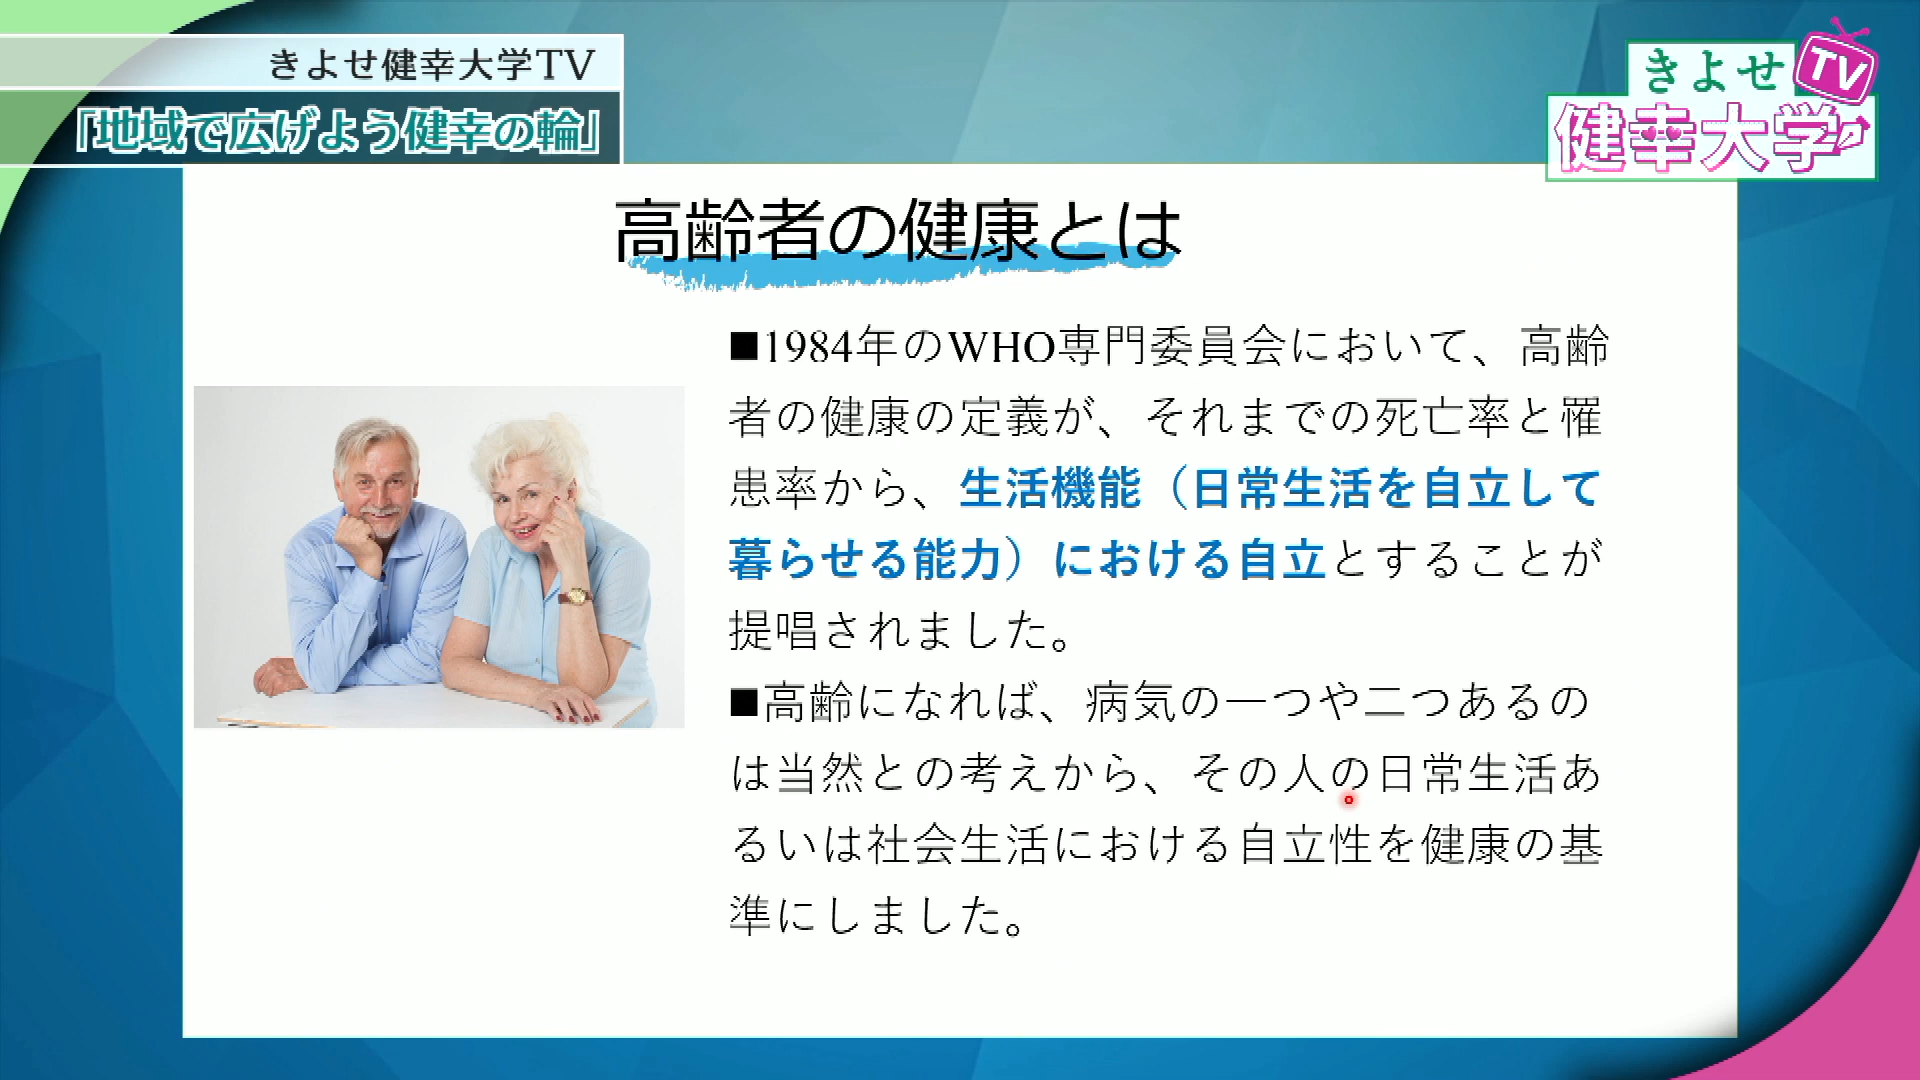 きよせ健幸大学TV
「地域で広げよう健幸の輪」
きよせ
TV
健幸大学
高齢者の健康とは
■1984年のWHO専門委員会において、高齢
者の健康の定義が、それまでの死亡率と罹
患率から、生活機能（日常生活を自立して
暮らせる能力）における自立とすることが
提唱されました。
■高齢になれば、病気の一つや二つあるの
は当然との考えから、その人の日常生活あ
るいは社会生活における自立性を健康の基
準にしました。